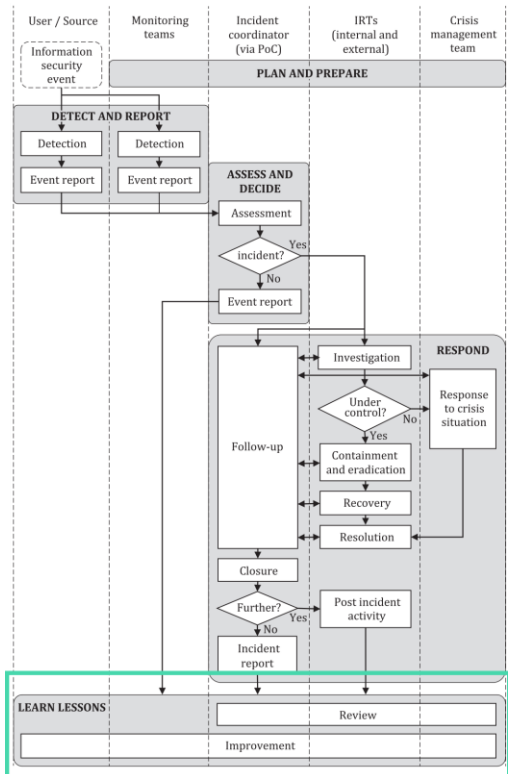 User / Source
Monitoring
teams
Incident
coordinator
(via PoC)
IRTs
(internal and
external)
Crisis
management
team
Information
security
event
PLAN AND PREPARE
DETECT AND REPORT
Detection
Detection
Event report
Event report
ASSESS AND
DECIDE
Assessment
incident?
Yes
No
Event report
RESPOND
Investigation
Follow-up
Under
control?
No
Yes
Response
to crisis
situation
Containment
and eradication
Recovery
Resolution
Closure
Further?
Yes
No
Post incident
activity
Incident
report
LEARN LESSONS
Review
Improvement